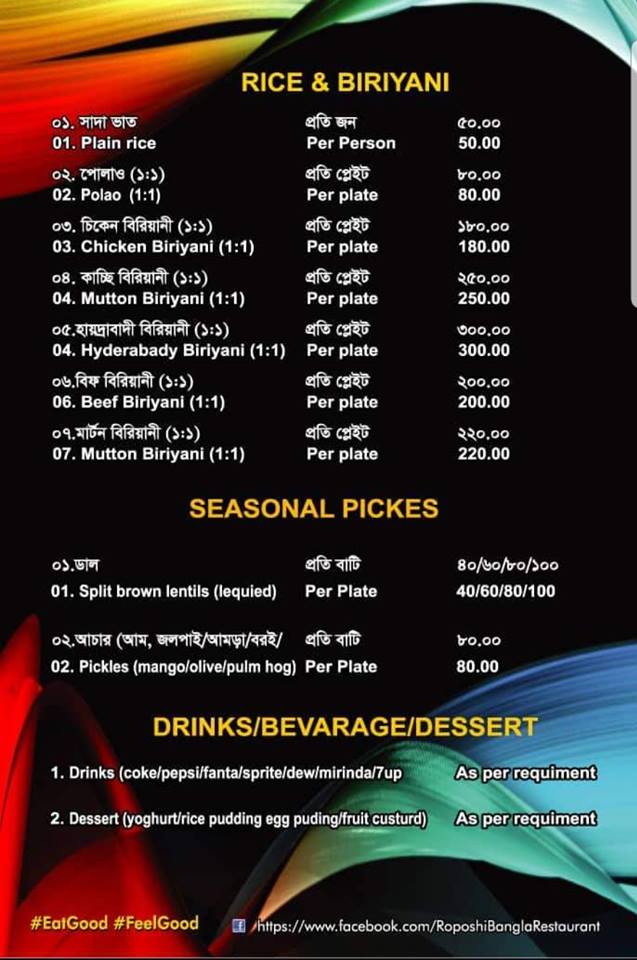 RICE & BIRIYANI
০১. সাদা ভাত প্রতি জন ৫০.০০
01. Plain rice Per Person 50.00
০২. পোলাও (১:১) প্রতি প্লেইট ৮০.০০
02. Polao (1:1) Per plate 80.00
০৩. চিকেন বিরিয়ানী (১:১) প্রতি প্লেইট ১৮০.০০
03. Chicken Biriyani (1:1) Per plate 180.00
০৪. কাচ্ছি বিরিয়ানী (১:১) প্রতি প্লেইট ২৫০.০০
04. Mutton Biriyani (1:1) Per plate 250.00
০৫.হায়দ্রাবাদী বিরিয়ানী (১:১) প্রতি প্লেইট ৩০০.০০
04. Hyderabady Biriyani (1:1) Per plate 300.00
০৬.বিফ বিরিয়ানী (১:১) প্রতি প্লেইট ২০০.০০
06. Beef Biriyani (1:1) Per plate 200.00
০৭.মার্টন বিরিয়ানী (১:১) প্রতি প্লেইট ২২০.০০
07. Mutton Biriyani (1:1) Per plate 220.00
SEASONAL PICKES
০১.ডাল প্রতি বাটি ৪০/৬০/৮০/১০০
01. Split brown lentils (lequied) Per Plate 40/60/80/100
০২.আচার (আম, জলপাই/আমড়া/বরই/ প্রতি বাটি ৮০.০০
02. Pickles (mango/olive/pulm hog) Per Plate 80.00
DRINKS/BEVARAGE/DESSERT
1. Drinks (coke/pepsi/fanta/sprite/dew/mirinda/7up As per requiment
2. Dessert (yoghurt/rice pudding egg puding/fruit custurd) As per requiment
#EatGood #FeelGood https://www.facebook.com/RoposhiBanglaRestaurant